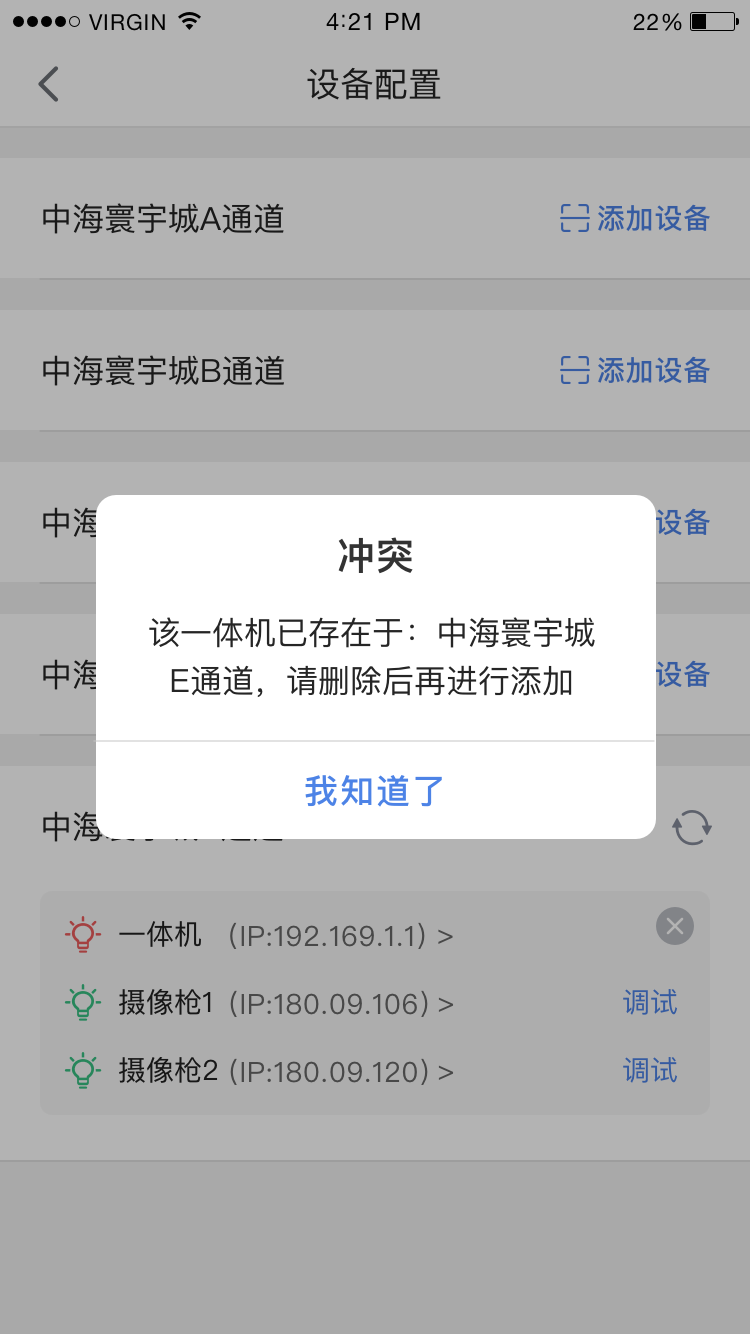 VIRGIN 4:21 PM 22%
设备配置
中海寰宇城A通道 添加设备
中海寰宇城B通道 添加设备
中海 设备
冲突
该一体机已存在于：中海寰宇城
E通道，请删除后再进行添加
中海 设备
我知道了
中海
一体机 (IP:192.169.1.1) >
摄像枪1 (IP:180.09.106) > 调试
摄像枪2 (IP:180.09.120) > 调试